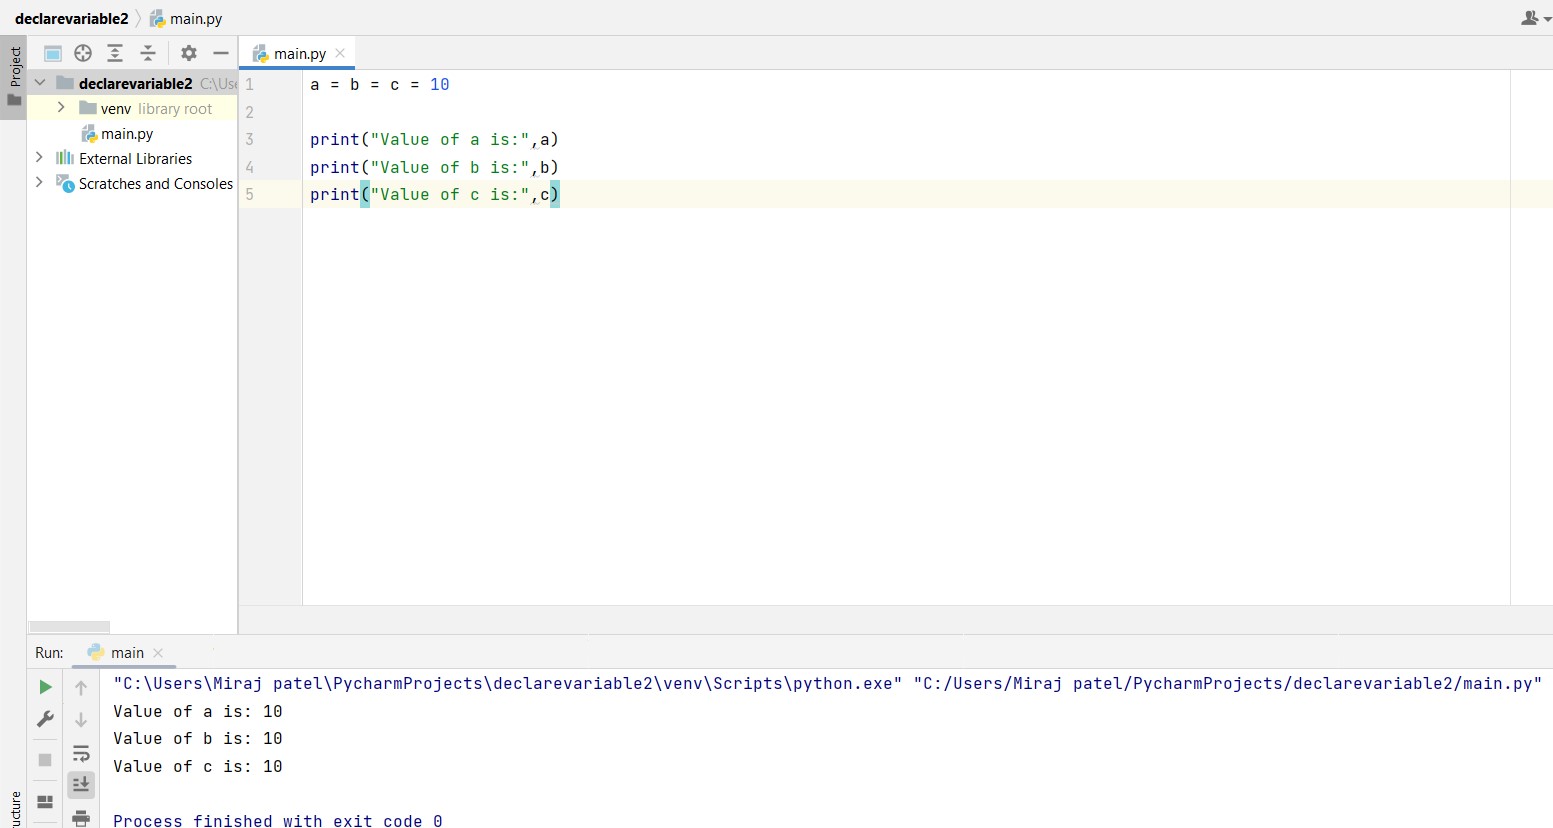 declarevariable2 main.py
Project
main.py
declarevariable2 C:\Use
venv library root
main.py
External Libraries
Scratches and Consoles
1 a = b = c = 10
2
3 print("Value of a is:",a)
4 print("Value of b is:",b)
5 print("Value of c is:",c)
Run: main
"C:\Users\Miraj patel\PycharmProjects\declarevariable2\venv\Scripts\python.exe" "C:/Users/Miraj patel/PycharmProjects/declarevariable2/main.py"
Value of a is: 10
Value of b is: 10
Value of c is: 10
Process finished with exit code 0
ucture